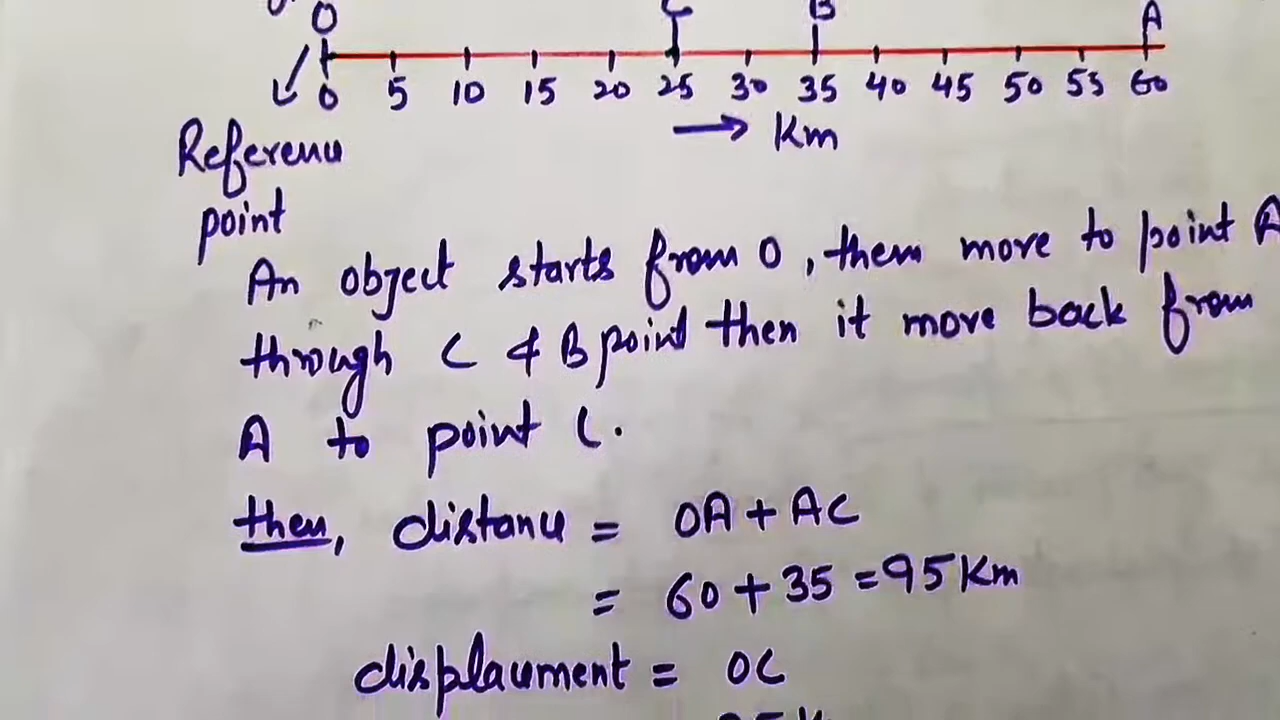 O C B A
0 5 10 15 20 25 30 35 40 45 50 55 60
→ Km
Reference
point
An object starts from O, them move to point A
through C & B point then it move back from
A to point C.
then, distance = OA + AC
= 60 + 35 = 95 Km
displacement = OC